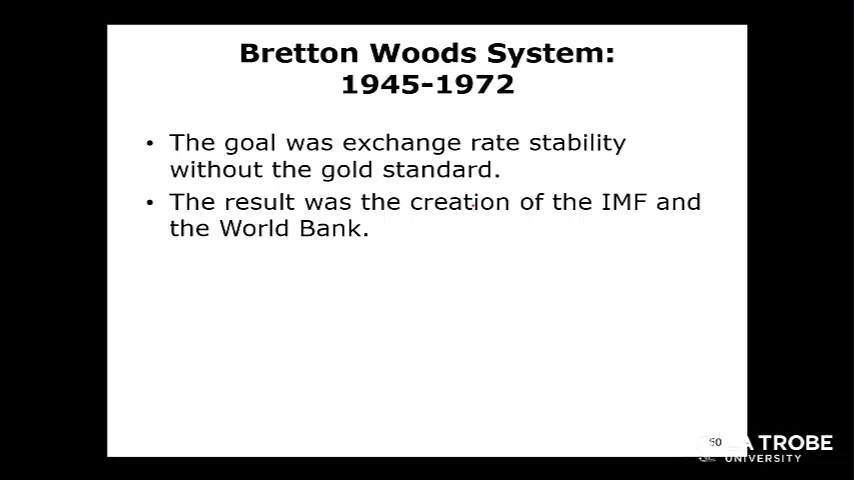 Bretton Woods System:
1945-1972
• The goal was exchange rate stability
without the gold standard.
• The result was the creation of the IMF and
the World Bank.
TROBE
UNIVERSITY